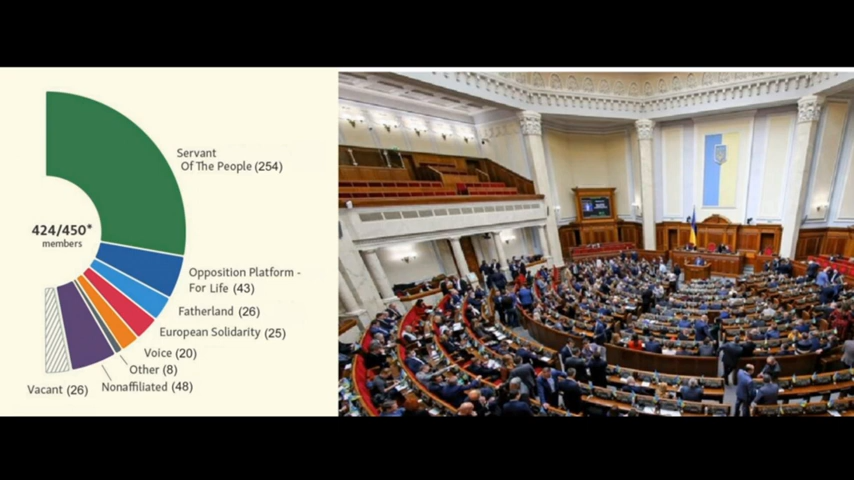 Servant
Of The People (254)
424/450*
members
Opposition Platform -
For Life (43)
Fatherland (26)
European Solidarity (25)
Voice (20)
Other (8)
Nonaffiliated (48)
Vacant (26)